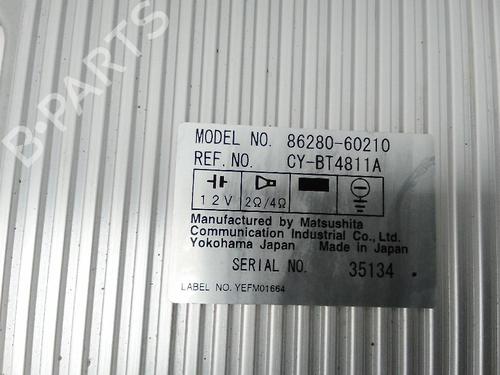 B-PARTS
MODEL NO. 86280-60210
REF.NO. CY-BT4811A
12V 2Ω/4Ω
Manufactured by Matsushita
Communication Industrial Co., Ltd.
Yokohama Japan Made in Japan
SERIAL NO. 35134
LABEL NO. YEFM01664